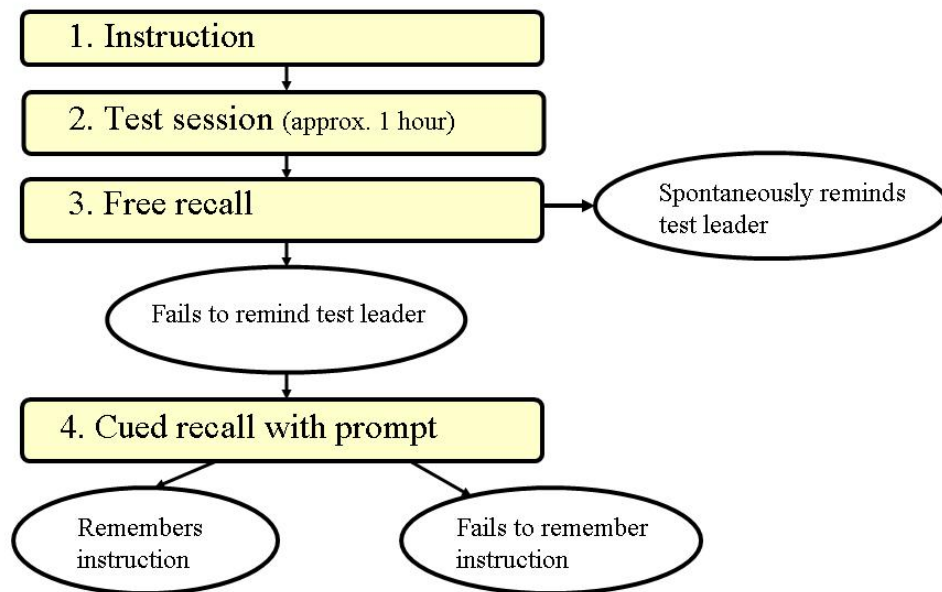 1. Instruction
2. Test session (approx. 1 hour)
3. Free recall
Spontaneously reminds
test leader
Fails to remind test leader
4. Cued recall with prompt
Remembers
instruction
Fails to remember
instruction